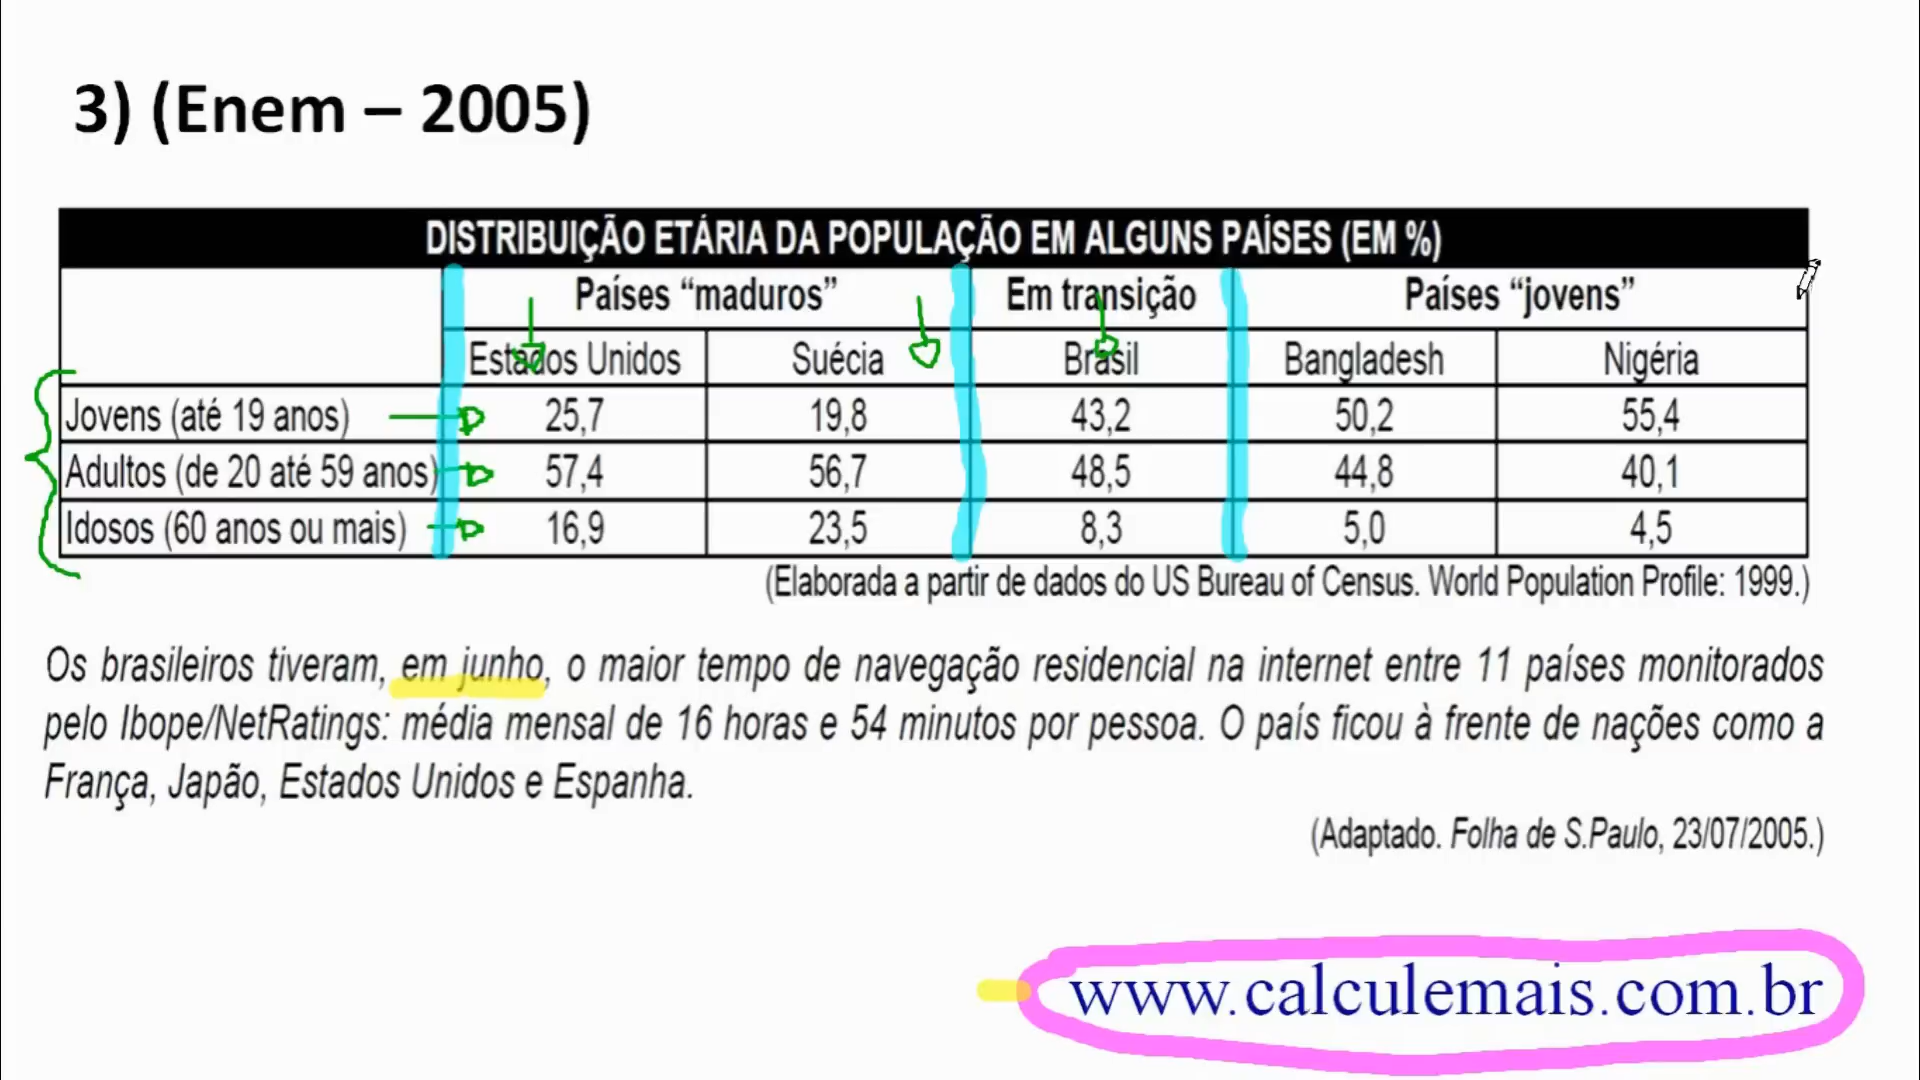 3) (Enem – 2005)
DISTRIBUIÇÃO ETÁRIA DA POPULAÇÃO EM ALGUNS PAÍSES (EM %)
Países “maduros” Em transição Países “jovens”
Estados Unidos Suécia Brasil Bangladesh Nigéria
Jovens (até 19 anos) 25,7 19,8 43,2 50,2 55,4
Adultos (de 20 até 59 anos) 57,4 56,7 48,5 44,8 40,1
Idosos (60 anos ou mais) 16,9 23,5 8,3 5,0 4,5
(Elaborada a partir de dados do US Bureau of Census. World Population Profile: 1999.)
Os brasileiros tiveram, em junho, o maior tempo de navegação residencial na internet entre 11 países monitorados
pelo Ibope/NetRatings: média mensal de 16 horas e 54 minutos por pessoa. O país ficou à frente de nações como a
França, Japão, Estados Unidos e Espanha.
(Adaptado. Folha de S.Paulo, 23/07/2005.)
www.calculemais.com.br